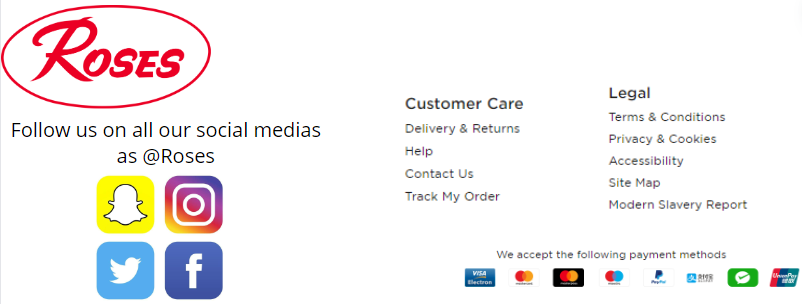 ROSES
Follow us on all our social medias
as @Roses
Customer Care
Delivery & Returns
Help
Contact Us
Track My Order
Legal
Terms & Conditions
Privacy & Cookies
Accessibility
Site Map
Modern Slavery Report
We accept the following payment methods
VISA
Electron
PayPal
UnionPay